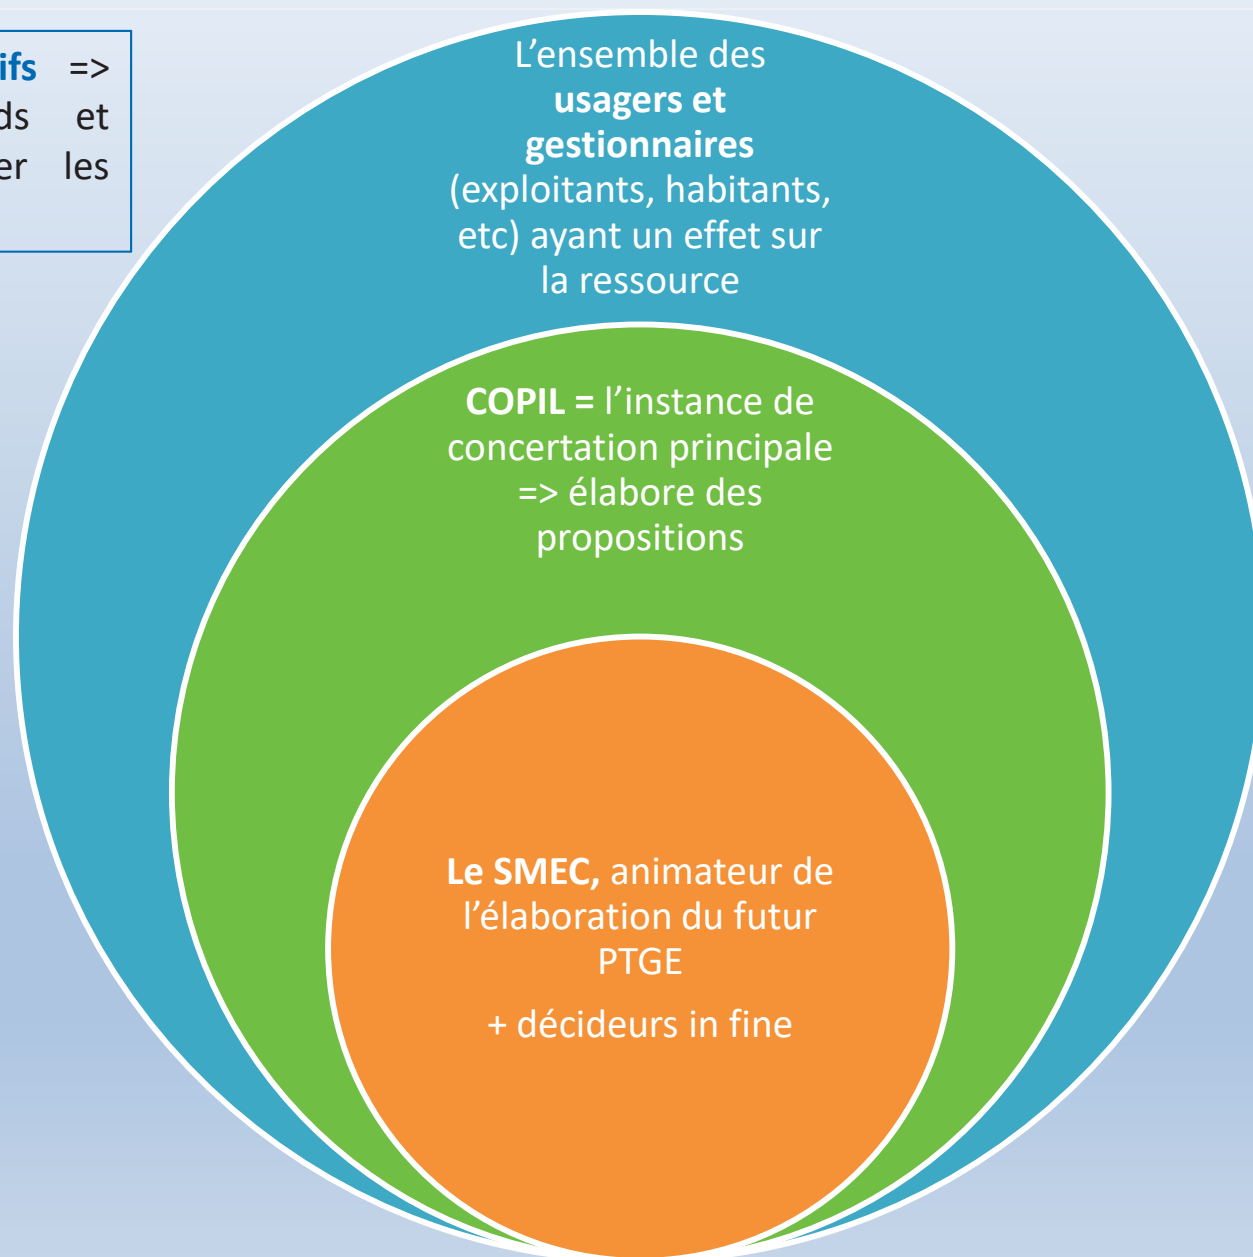 ifs =>
ds et
er les
L’ensemble des
usagers et
gestionnaires
(exploitants, habitants,
etc) ayant un effet sur
la ressource
COPIL = l’instance de
concertation principale
=> élabore des
propositions
Le SMEC, animateur de
l’élaboration du futur
PTGE
+ décideurs in fine